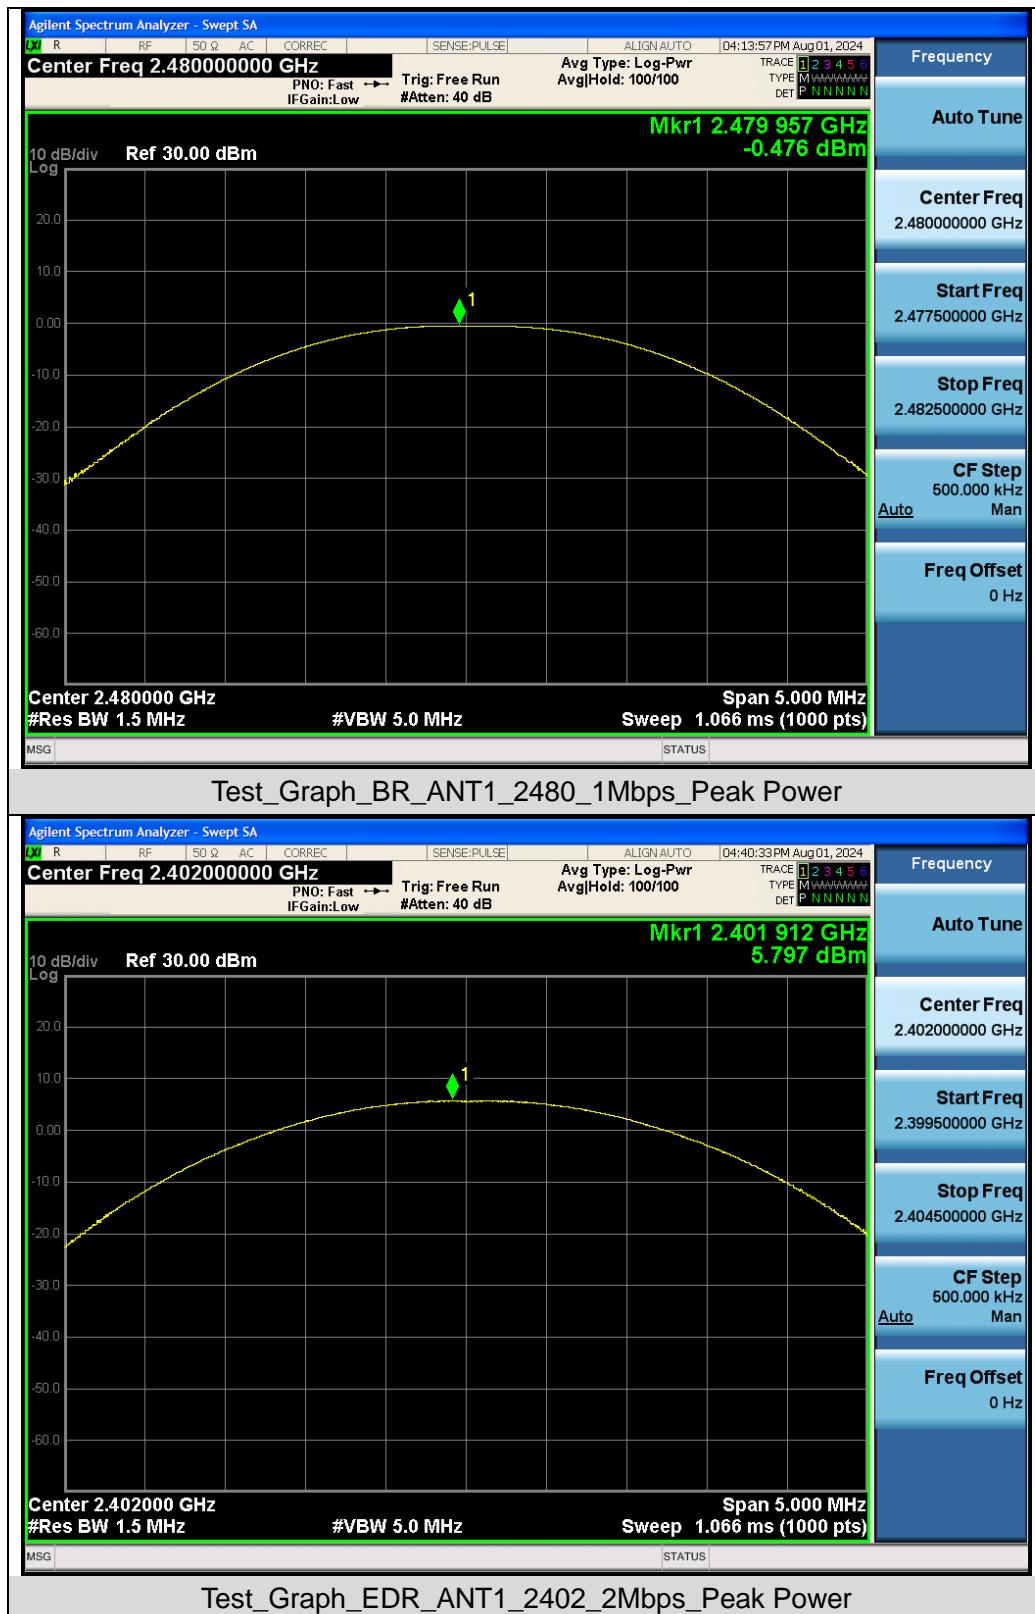 Agilent Spectrum Analyzer - Swept SA
LXI R RF 50 Ω AC CORREC SENSE:PULSE ALIGN AUTO 04:13:57 PM Aug 01, 2024
Center Freq 2.480000000 GHz
PNO: Fast
IFGain:Low
Trig: Free Run
#Atten: 40 dB
Avg Type: Log-Pwr
Avg|Hold: 100/100
TRACE 1 2 3 4 5 6
TYPE M WWWWW
DET P N N N N N
Frequency
Auto Tune
Center Freq
2.480000000 GHz
Start Freq
2.477500000 GHz
Stop Freq
2.482500000 GHz
CF Step
500.000 kHz
Auto Man
Freq Offset
0 Hz
Mkr1 2.479 957 GHz
-0.476 dBm
10 dB/div Ref 30.00 dBm
Log
20.0
10.0
1
0.00
-10.0
-20.0
-30.0
-40.0
-50.0
-60.0
Center 2.480000 GHz Span 5.000 MHz
#Res BW 1.5 MHz #VBW 5.0 MHz Sweep 1.066 ms (1000 pts)
MSG STATUS
Test_Graph_BR_ANT1_2480_1Mbps_Peak Power
Agilent Spectrum Analyzer - Swept SA
LXI R RF 50 Ω AC CORREC SENSE:PULSE ALIGN AUTO 04:40:33 PM Aug 01, 2024
Center Freq 2.402000000 GHz
PNO: Fast
IFGain:Low
Trig: Free Run
#Atten: 40 dB
Avg Type: Log-Pwr
Avg|Hold: 100/100
TRACE 1 2 3 4 5 6
TYPE M WWWWW
DET P N N N N N
Frequency
Auto Tune
Center Freq
2.402000000 GHz
Start Freq
2.399500000 GHz
Stop Freq
2.404500000 GHz
CF Step
500.000 kHz
Auto Man
Freq Offset
0 Hz
Mkr1 2.401 912 GHz
5.797 dBm
10 dB/div Ref 30.00 dBm
Log
20.0
10.0
1
0.00
-10.0
-20.0
-30.0
-40.0
-50.0
-60.0
Center 2.402000 GHz Span 5.000 MHz
#Res BW 1.5 MHz #VBW 5.0 MHz Sweep 1.066 ms (1000 pts)
MSG STATUS
Test_Graph_EDR_ANT1_2402_2Mbps_Peak Power